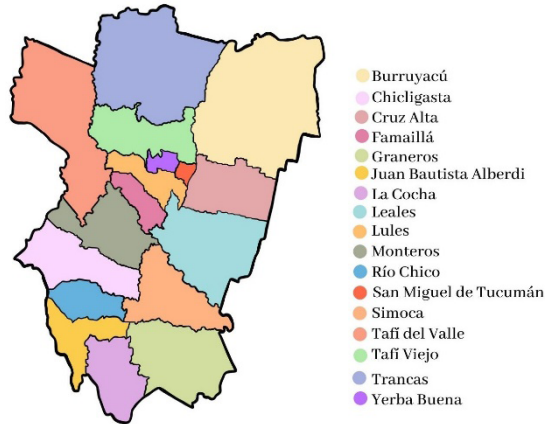 Burruyacú
Chicligasta
Cruz Alta
Famaillá
Graneros
Juan Bautista Alberdi
La Cocha
Leales
Lules
Monteros
Río Chico
San Miguel de Tucumán
Simoca
Tafí del Valle
Tafí Viejo
Trancas
Yerba Buena